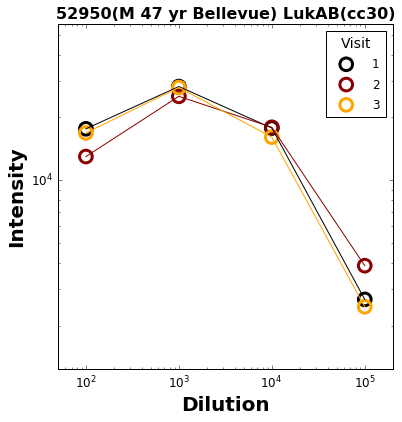 52950(M 47 yr Bellevue) LukAB(cc30)
Visit
1
2
3
Intensity
10^4
10^2 10^3 10^4 10^5
Dilution